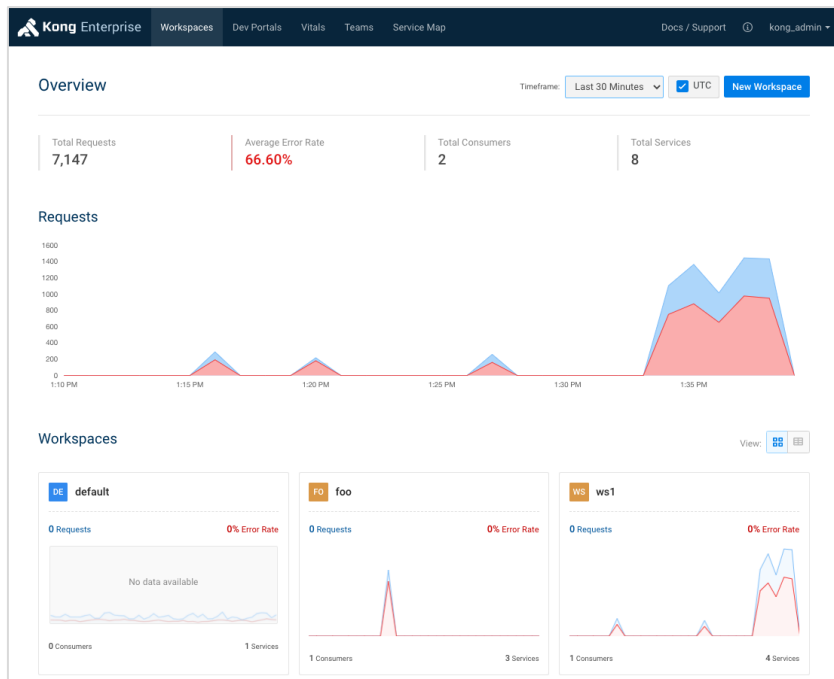 Kong Enterprise Workspaces Dev Portals Vitals Teams Service Map Docs / Support kong_admin
Overview Timeframe: Last 30 Minutes UTC New Workspace
Total Requests Average Error Rate Total Consumers Total Services
7,147 66.60% 2 8
Requests
1600
1400
1200
1000
800
600
400
200
0
1:10 PM 1:15 PM 1:20 PM 1:25 PM 1:30 PM 1:35 PM
Workspaces View:
DE default FO foo WS ws1
0 Requests 0% Error Rate 0 Requests 0% Error Rate 0 Requests 0% Error Rate
No data available
0 Consumers 1 Services 1 Consumers 3 Services 1 Consumers 4 Services